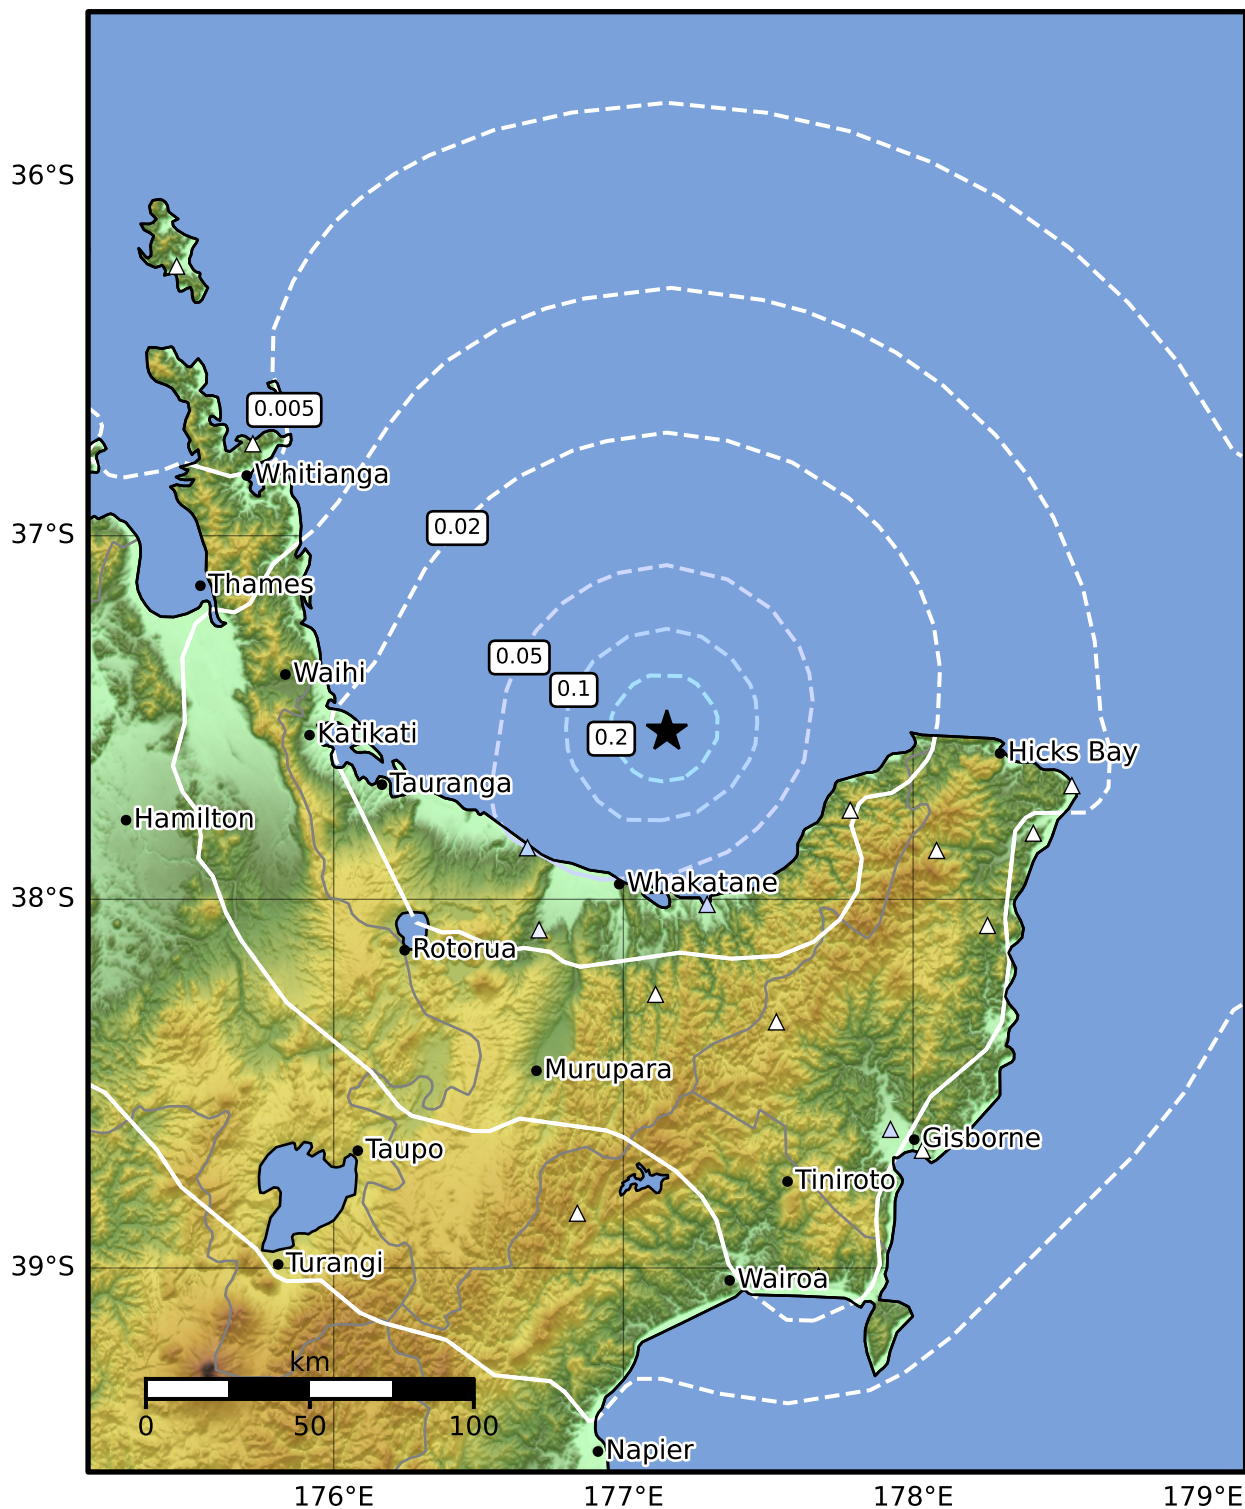 36°S
0.005
Whitianga
0.02
37°S
Thames
0.05
Waihi
0.1
Katikati
0.2
Hicks Bay
Tauranga
Hamilton
Whakatane
38°S
Rotorua
Murupara
Gisborne
Taupo
Tiniroto
39°S
Turangi
Wairoa
km
0 50 100
Napier
176°E 177°E 178°E 179°E